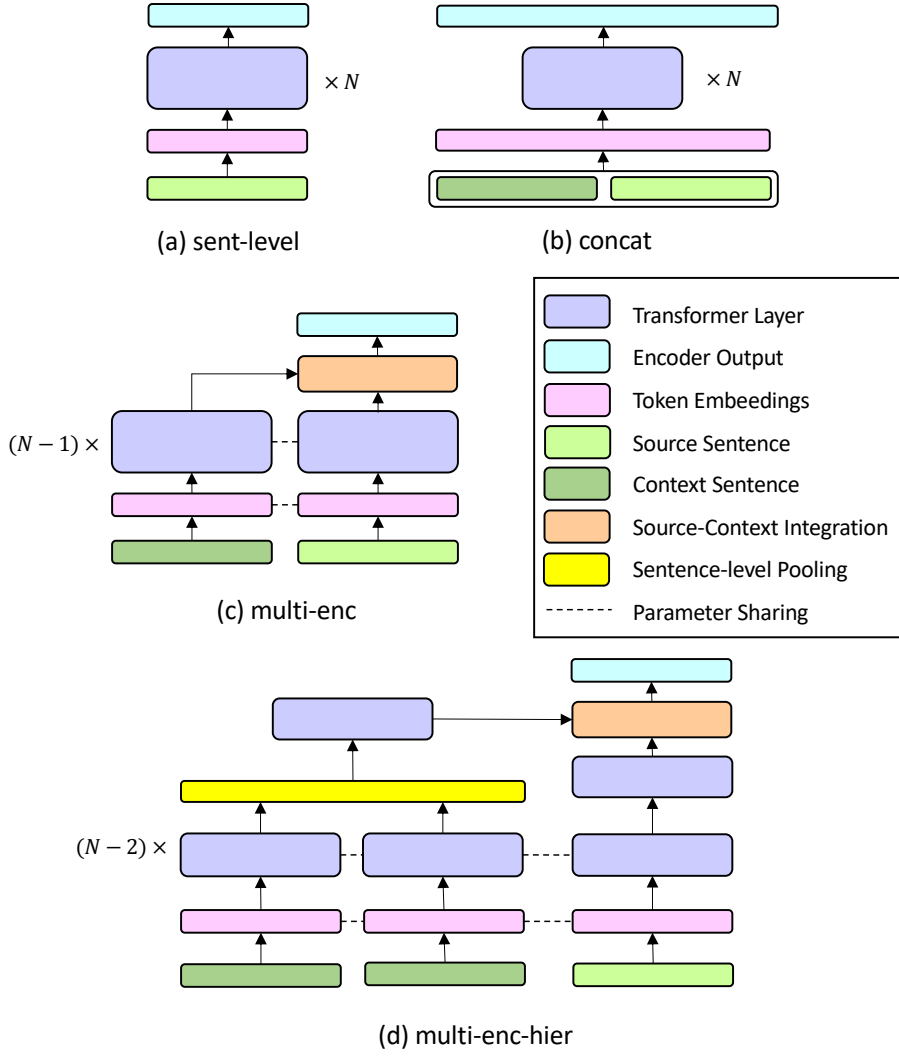 × N
× N
(a) sent-level
(b) concat
Transformer Layer
Encoder Output
Token Embeedings
Source Sentence
Context Sentence
Source-Context Integration
Sentence-level Pooling
Parameter Sharing
(N − 1) ×
(c) multi-enc
(N − 2) ×
(d) multi-enc-hier